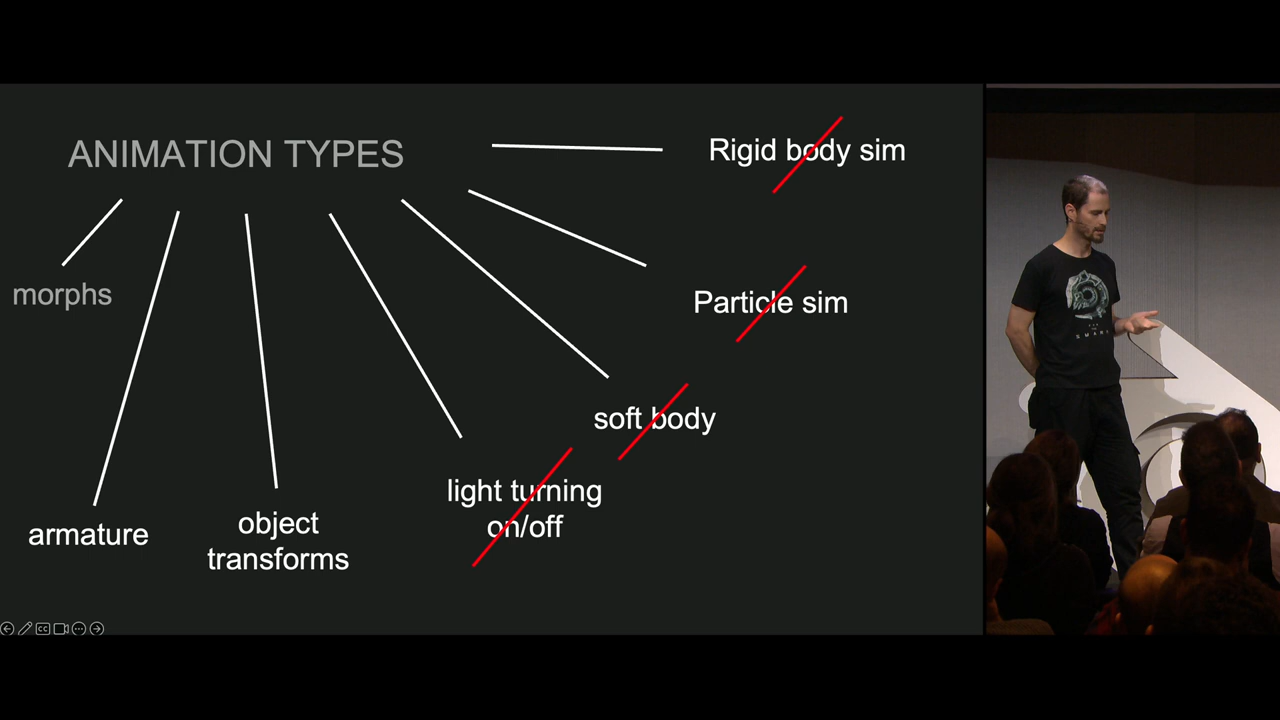 ANIMATION TYPES
Rigid body sim
morphs
Particle sim
soft body
light turning
on/off
armature
object
transforms